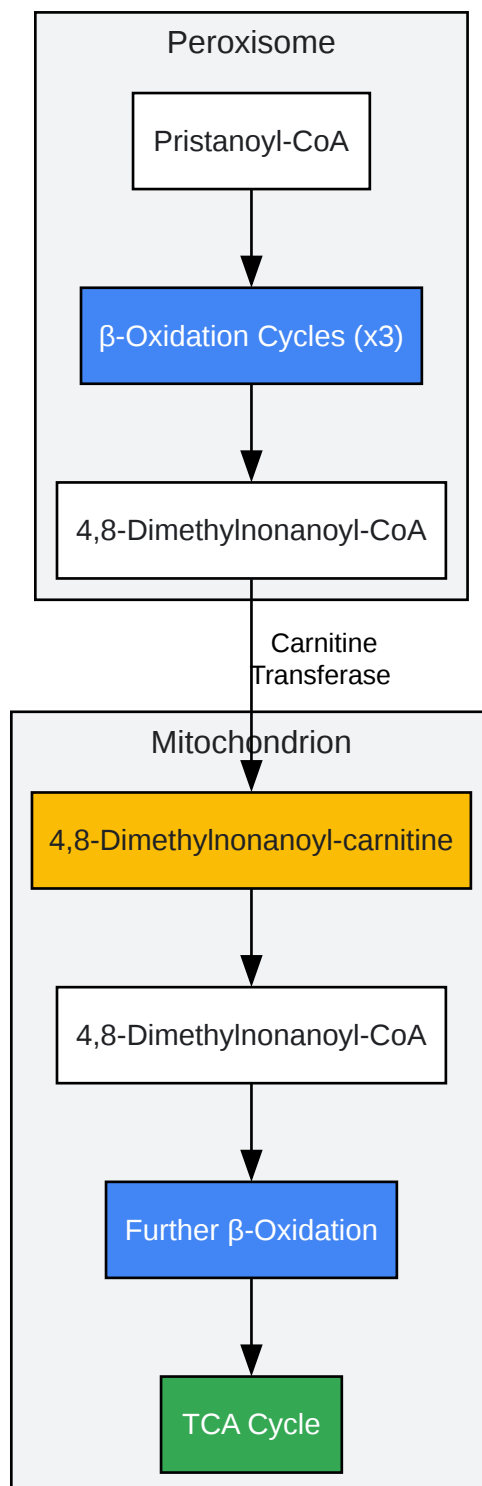 Peroxisome
Pristanoyl-CoA
β-Oxidation Cycles (x3)
4,8-Dimethylnonanoyl-CoA
Carnitine
Transferase
Mitochondrion
4,8-Dimethylnonanoyl-carnitine
4,8-Dimethylnonanoyl-CoA
Further β-Oxidation
TCA Cycle